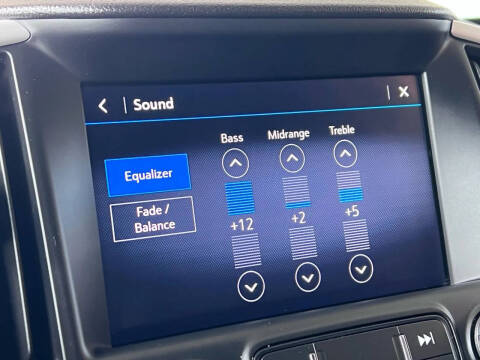 Sound
Bass Midrange Treble
Equalizer
Fade /
Balance
+12 +2 +5